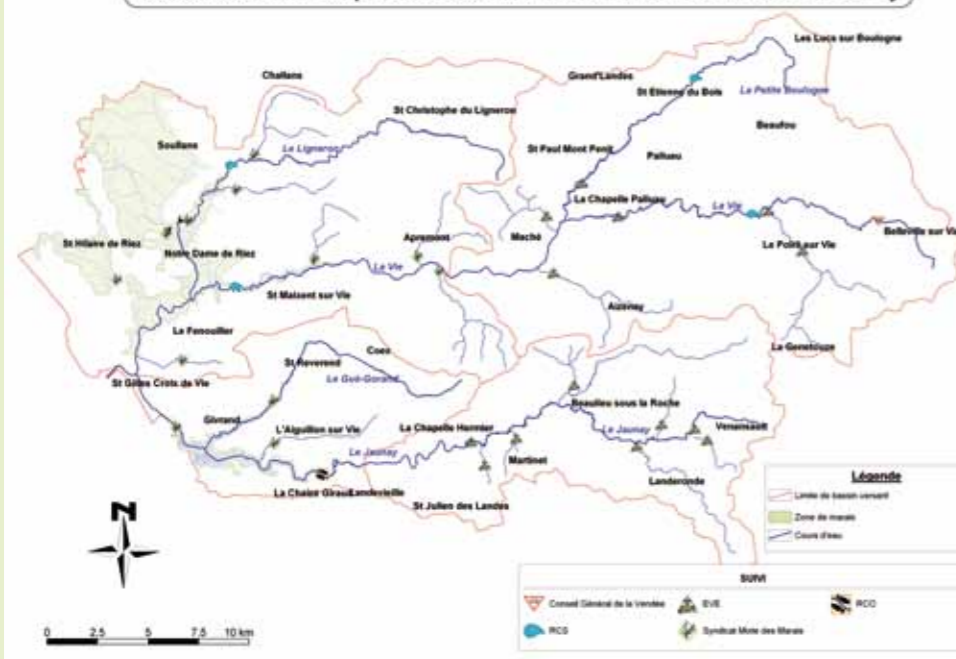 Les Lucs sur Boulogne
Challans
Grand'Landes
St Etienne du Bois
La Petite Boulogne
St Christophe du Ligneron
Beaufou
Soullans
Le Ligneron
St Paul Mont Penit
Palluau
La Chapelle Palluau
La Vie
Belleville sur Vie
St Hilaire de Riez
Notre Dame de Riez
Apremont
Maché
Le Poiré sur Vie
La Vie
St Maixent sur Vie
Aizenay
Le Fenouiller
La Genetouze
Coex
St Reverend
Le Gué-Gorand
St Gilles Croix de Vie
Beaulieu sous la Roche
Givrand
L'Aiguillon sur Vie
La Chapelle Hermier
Le Jaunay
Venansault
Le Jaunay
Martinet
Landeronde
La Chaize Giraud
Landevieille
St Julien des Landes
Légende
Limite de bassin versant
Zone de marais
Cours d'eau
N
SUIVI
Conseil Général de la Vendée
EVE
RCO
RCS
Syndicat Mixte des Marais
0 2,5 5 7,5 10 km